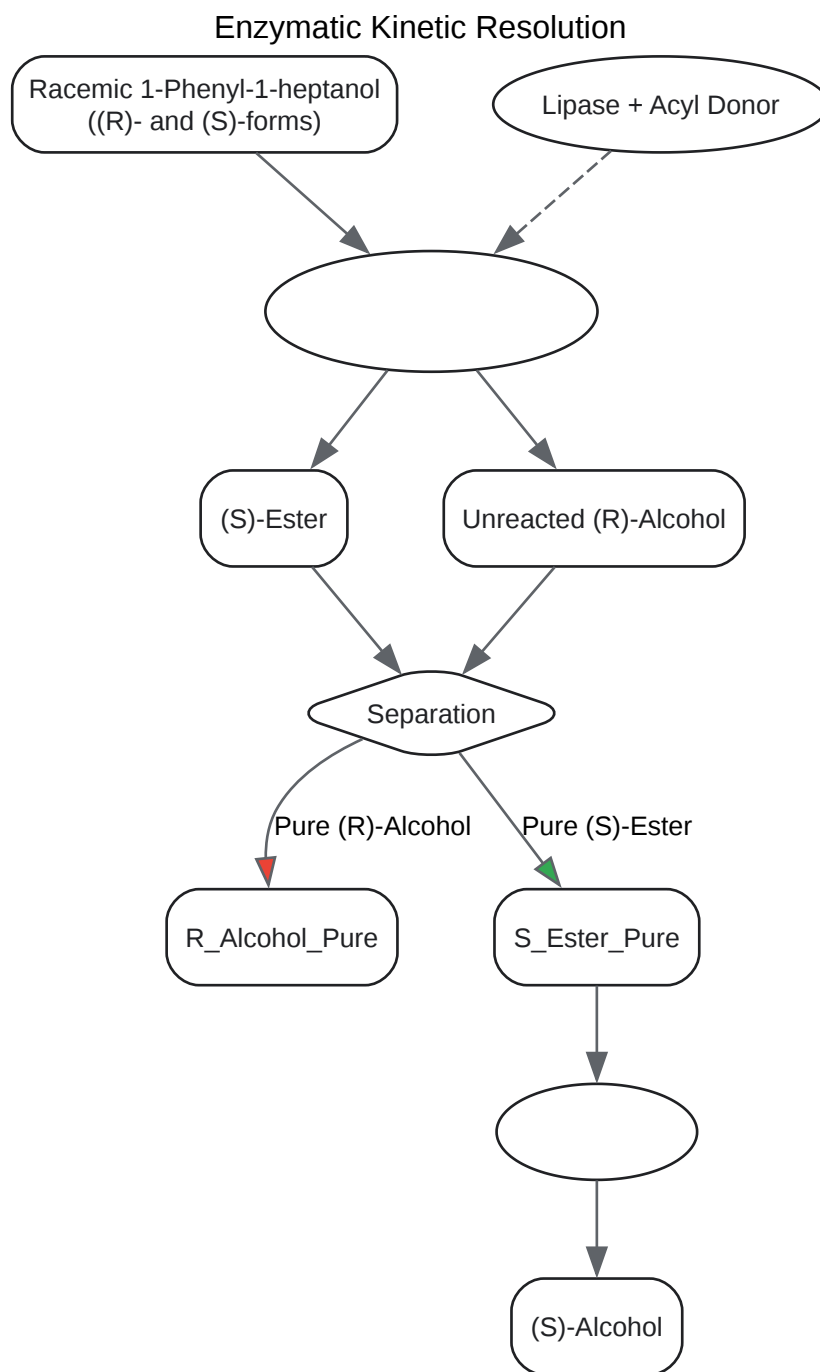 Enzymatic Kinetic Resolution
Racemic 1-Phenyl-1-heptanol
((R)- and (S)-forms)
Lipase + Acyl Donor
(S)-Ester
Unreacted (R)-Alcohol
Separation
Pure (R)-Alcohol
Pure (S)-Ester
R_Alcohol_Pure
S_Ester_Pure
(S)-Alcohol